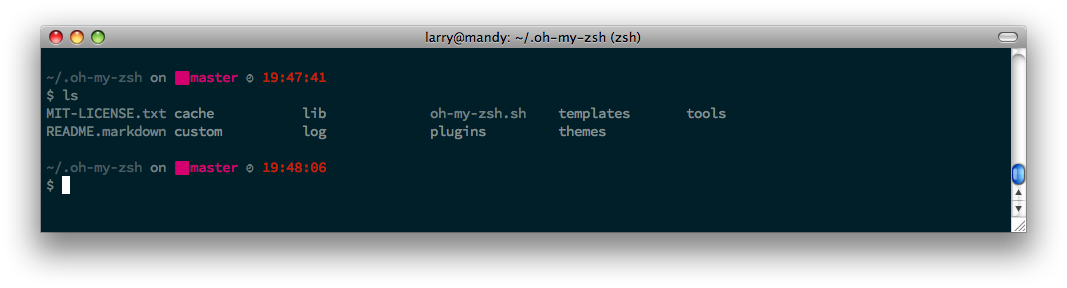 larry@mandy: ~/.oh-my-zsh (zsh)
~/.oh-my-zsh on master @ 19:47:41
$ ls
MIT-LICENSE.txt cache lib oh-my-zsh.sh templates tools
README.markdown custom log plugins themes
~/.oh-my-zsh on master @ 19:48:06
$